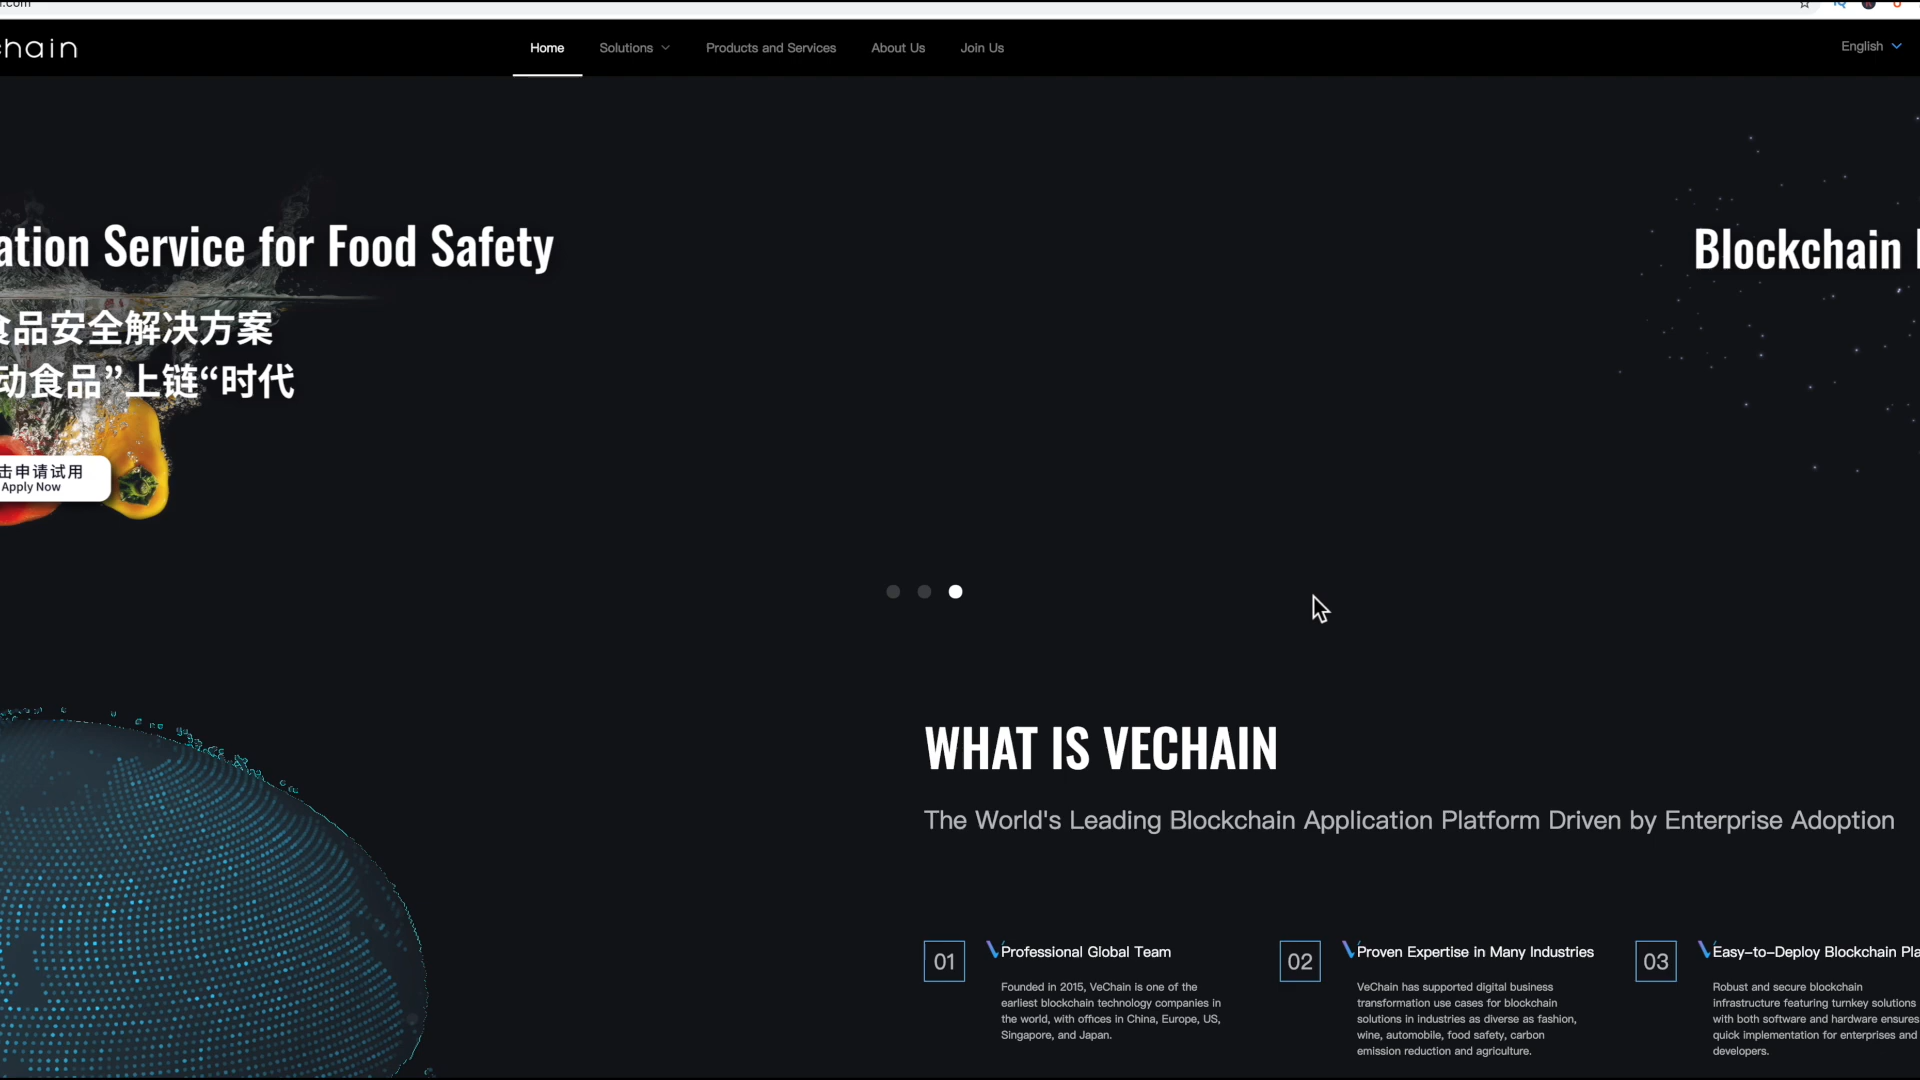 chain
Home
Solutions
Products and Services
About Us
Join Us
English
ation Service for Food Safety
食品安全解决方案
动食品”上链“时代
击申请试用
Apply Now
Blockchain
WHAT IS VECHAIN
The World's Leading Blockchain Application Platform Driven by Enterprise Adoption
01
Professional Global Team
Founded in 2015, VeChain is one of the
earliest blockchain technology companies in
the world, with offices in China, Europe, US,
Singapore, and Japan.
02
Proven Expertise in Many Industries
VeChain has supported digital business
transformation use cases for blockchain
solutions in industries as diverse as fashion,
wine, automobile, food safety, carbon
emission reduction and agriculture.
03
Easy-to-Deploy Blockchain Pla
Robust and secure blockchain
infrastructure featuring turnkey solutions
with both software and hardware ensures
quick implementation for enterprises and
developers.